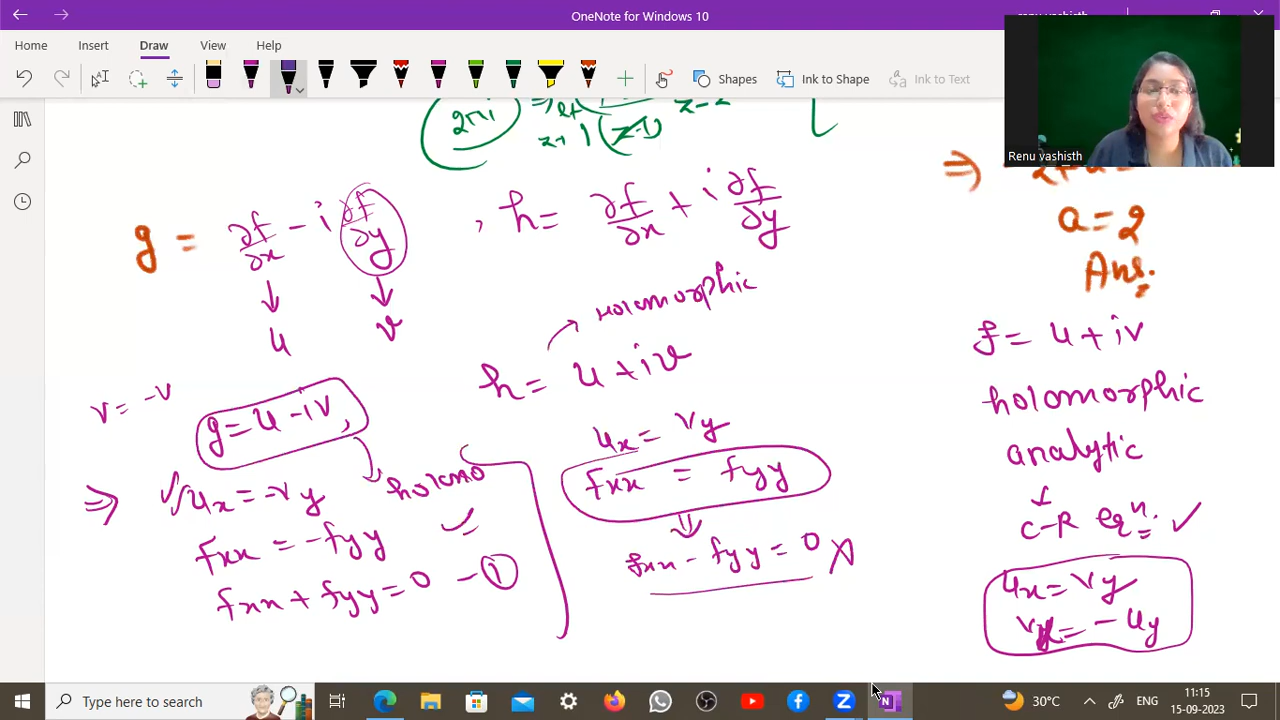 OneNote for Windows 10
renu vashisth
Home Insert Draw View Help
Shapes
Ink to Shape
Ink to Text
Renu vashisth
2πi
z+1 (z-1)
z-2
a = 2
Ans.
g = ∂f/∂x - i ∂f/∂y , h = ∂f/∂x + i ∂f/∂y
u v
holomorphic
h = u + iv
v = -v
g = u - iv,
holomo
⇒ ux = -vy
fxx = -fyy
fxx + fyy = 0 - ①
ux = vy
fxx = fyy
fxx - fyy = 0
f = u + iv
holomorphic
analytic
C-R eqn.
ux = vy
vx = -uy
Type here to search
30°C
ENG
11:15
15-09-2023